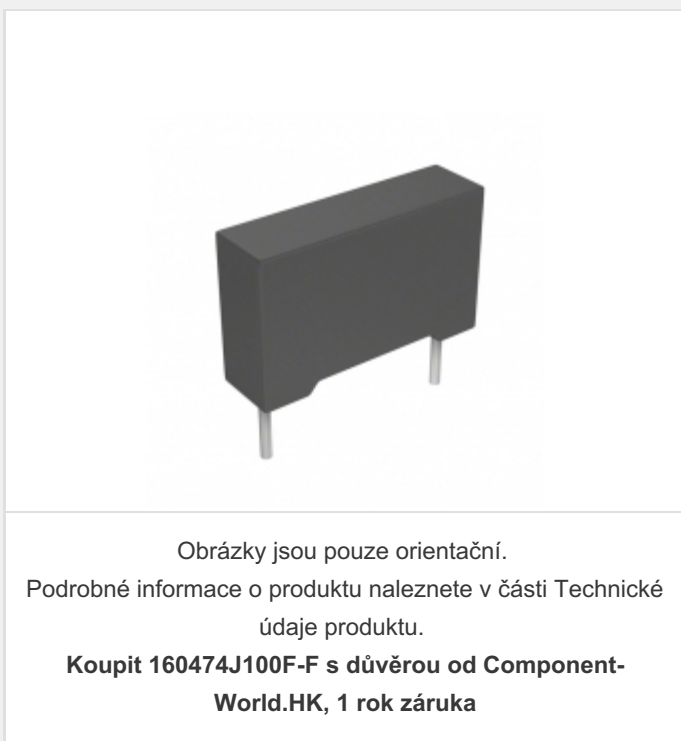 Obrázky jsou pouze orientační.
Podrobné informace o produktu naleznete v části Technické
údaje produktu.
Koupit 160474J100F-F s důvěrou od Component-
World.HK, 1 rok záruka